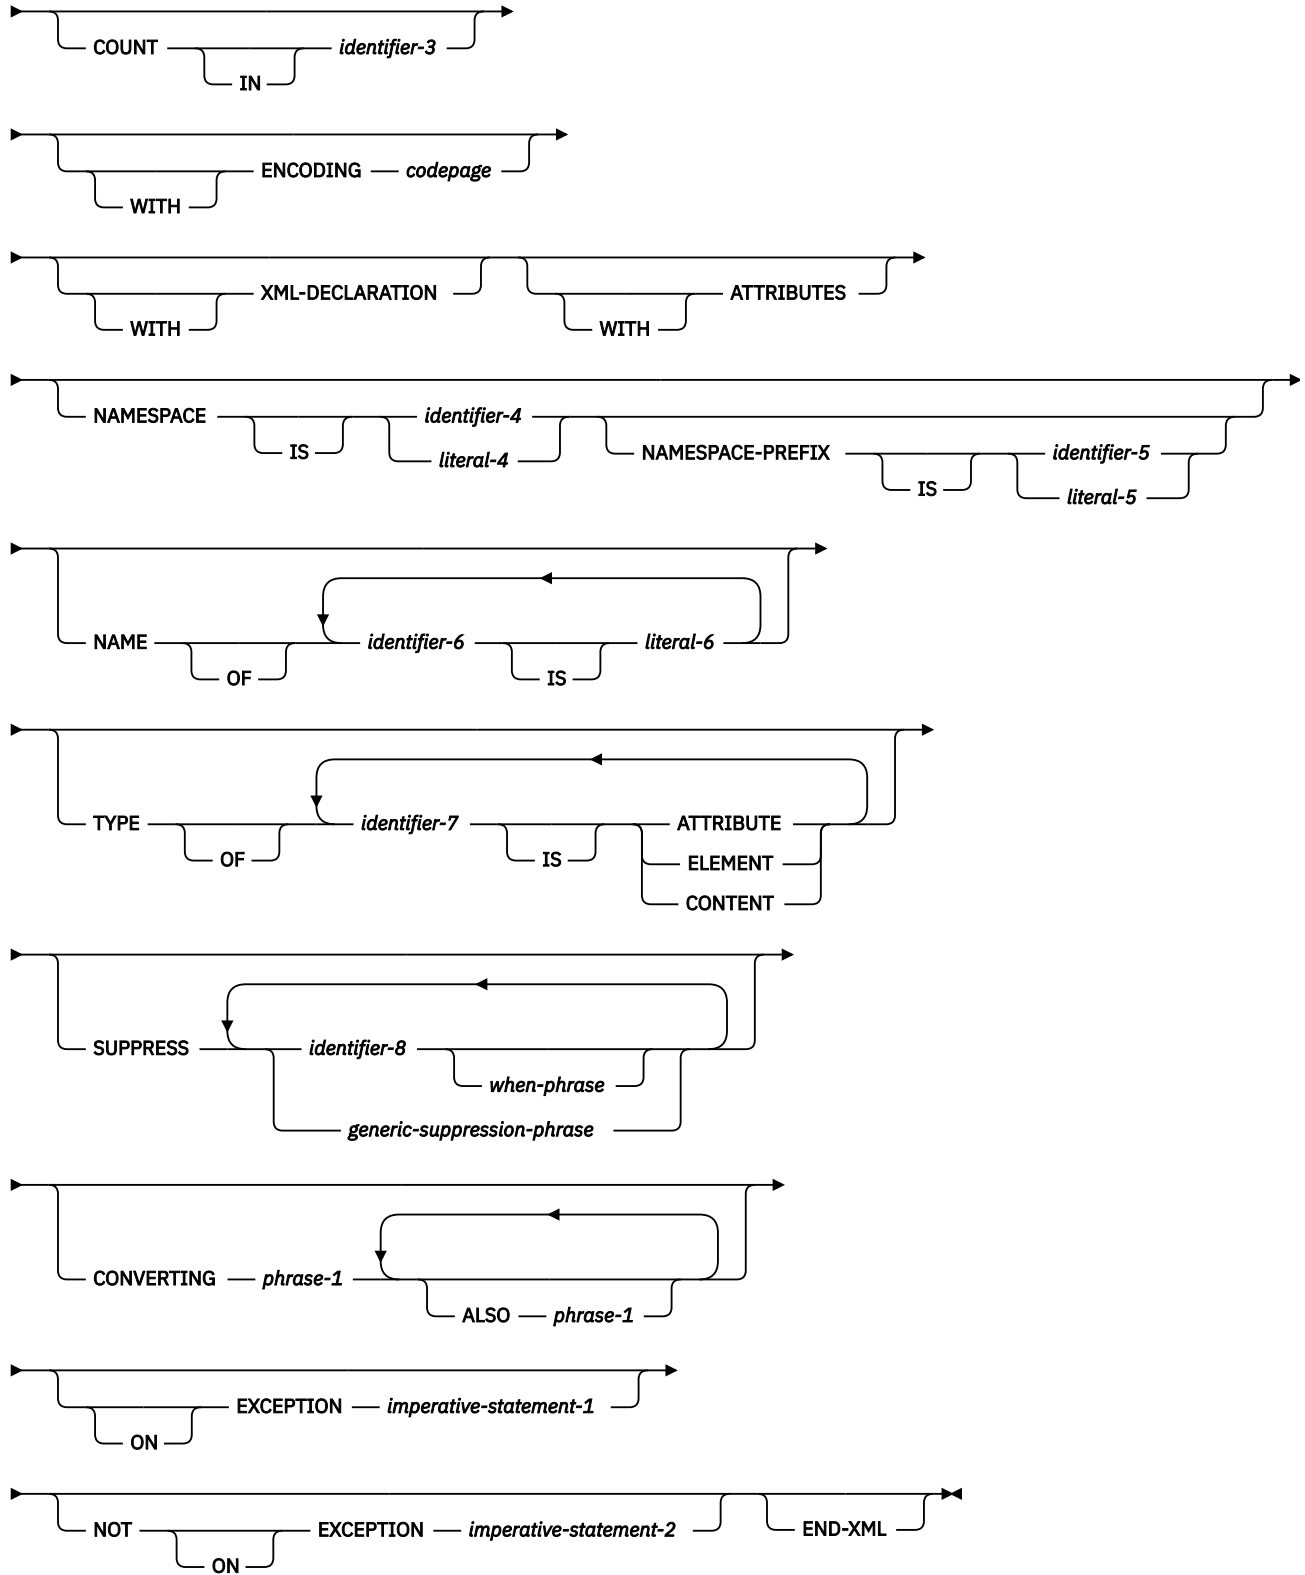 COUNT identifier-3
IN
ENCODING codepage
WITH
XML-DECLARATION ATTRIBUTES
WITH WITH
NAMESPACE identifier-4
IS literal-4 NAMESPACE-PREFIX identifier-5
IS literal-5
NAME identifier-6 literal-6
OF IS
TYPE identifier-7 ATTRIBUTE
OF IS ELEMENT
CONTENT
SUPPRESS identifier-8
when-phrase
generic-suppression-phrase
CONVERTING phrase-1
ALSO phrase-1
EXCEPTION imperative-statement-1
ON
NOT EXCEPTION imperative-statement-2 END-XML
ON